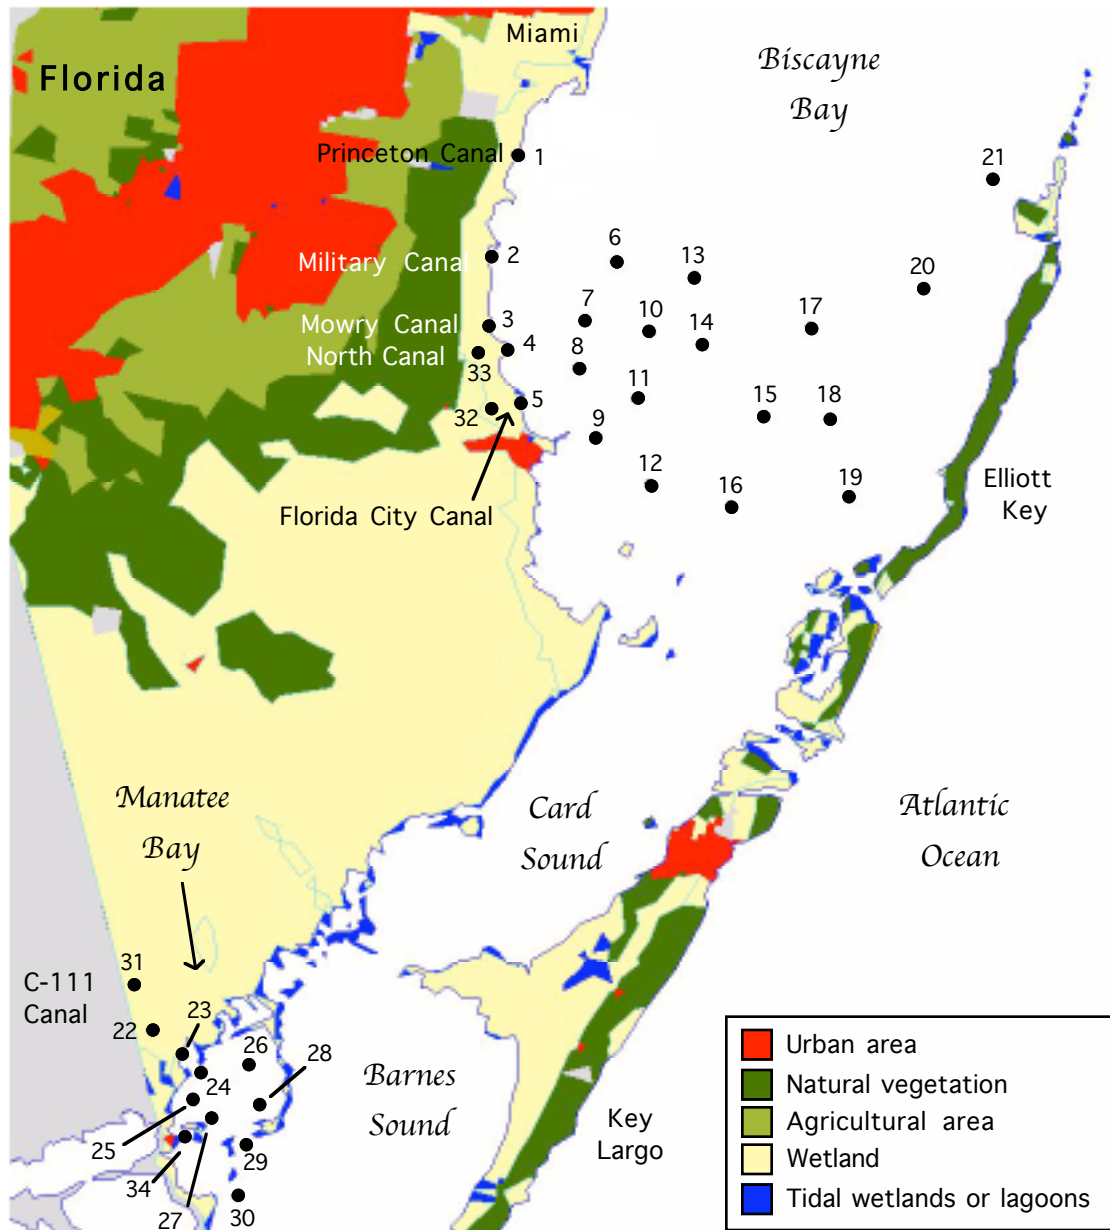 Miami
Florida
Biscayne
Bay
Princeton Canal
1
21
Military Canal
2
6
13
20
Mowry Canal
3
7
10
14
17
North Canal
4
33
8
11
32
5
9
15
18
12
16
19
Florida City Canal
Elliott
Key
Manatee
Bay
Card
Sound
Atlantic
Ocean
31
C-111
Canal
22
23
26
28
24
25
Barnes
Sound
Key
Largo
29
34
27
30
Urban area
Natural vegetation
Agricultural area
Wetland
Tidal wetlands or lagoons